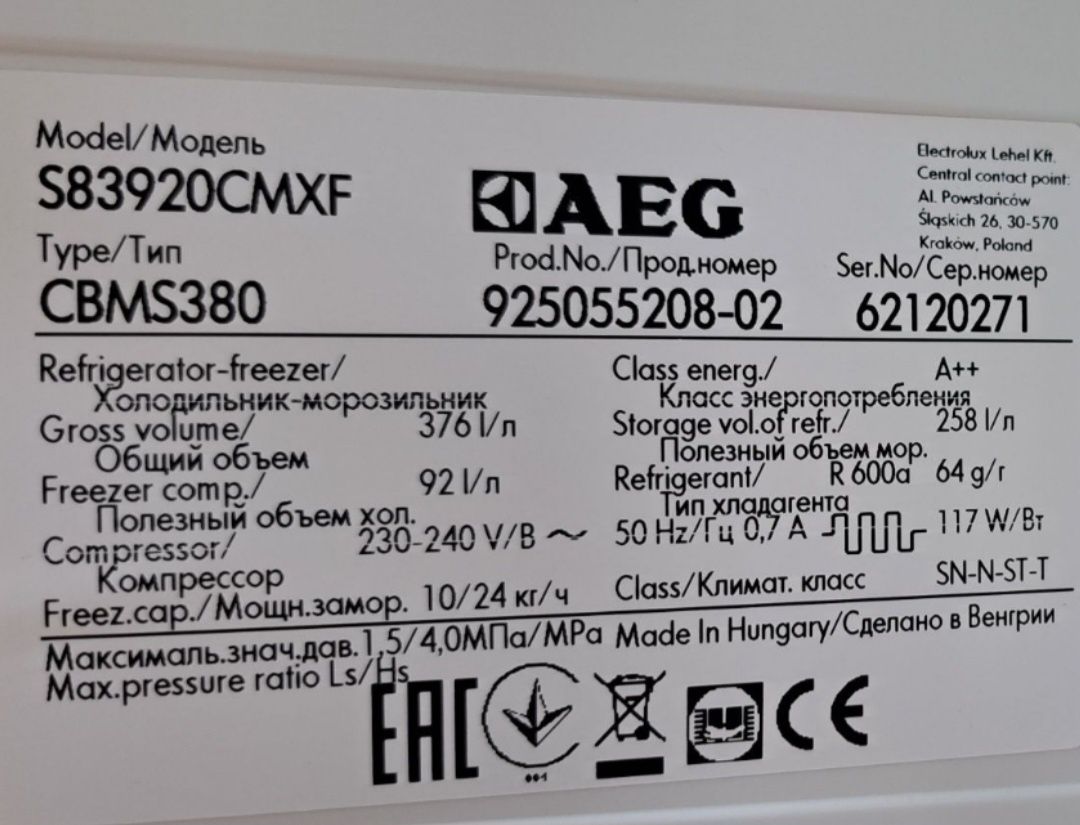 Model/Модель
S83920CMXF
Type/Тип
CBMS380
AEG
Prod.No./Прод.номер
925055208-02
Electrolux Lehel Kft.
Central contact point:
Al. Powstańców
Śląskich 26, 30-570
Kraków, Poland
Ser.No/Сер.номер
62120271
Refrigerator-freezer/
Холодильник-морозильник
Gross volume/ 376 l/л
Общий объем
Freezer comp./ 92 l/л
Полезный объем хол.
Compressor/ 230-240 V/В ~
Компрессор
Freez.cap./Мощн.замор. 10/24 кг/ч
Class energ./ A++
Класс энергопотребления
Storage vol.of refr./ 258 l/л
Полезный объем мор.
Refrigerant/ R 600a 64 g/г
Тип хладагента
50 Hz/Гц 0,7 A 117 W/Вт
Class/Климат. класс SN-N-ST-T
Максималь.знач.дав.1,5/4,0МПа/MPa Made In Hungary/Сделано в Венгрии
Max.pressure ratio Ls/Hs
EAC
001
CE